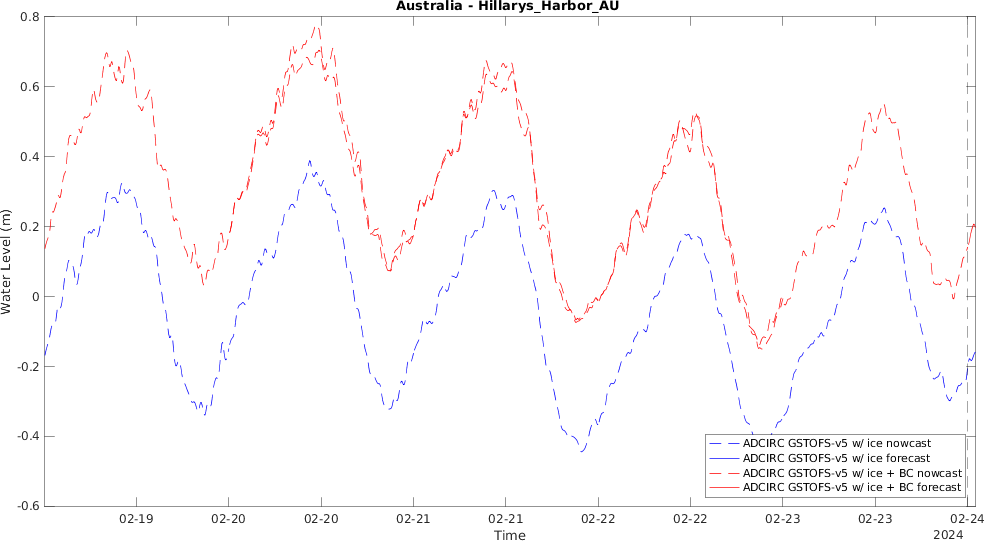 Australia - Hillarys_Harbor_AU
Water Level (m)
0.8
0.6
0.4
0.2
0
-0.2
-0.4
-0.6
ADCIRC GSTOFS-v5 w/ ice nowcast
ADCIRC GSTOFS-v5 w/ ice forecast
ADCIRC GSTOFS-v5 w/ ice + BC nowcast
ADCIRC GSTOFS-v5 w/ ice + BC forecast
02-19 02-20 02-20 02-21 02-21 02-22 02-22 02-23 02-23 02-24
Time 2024